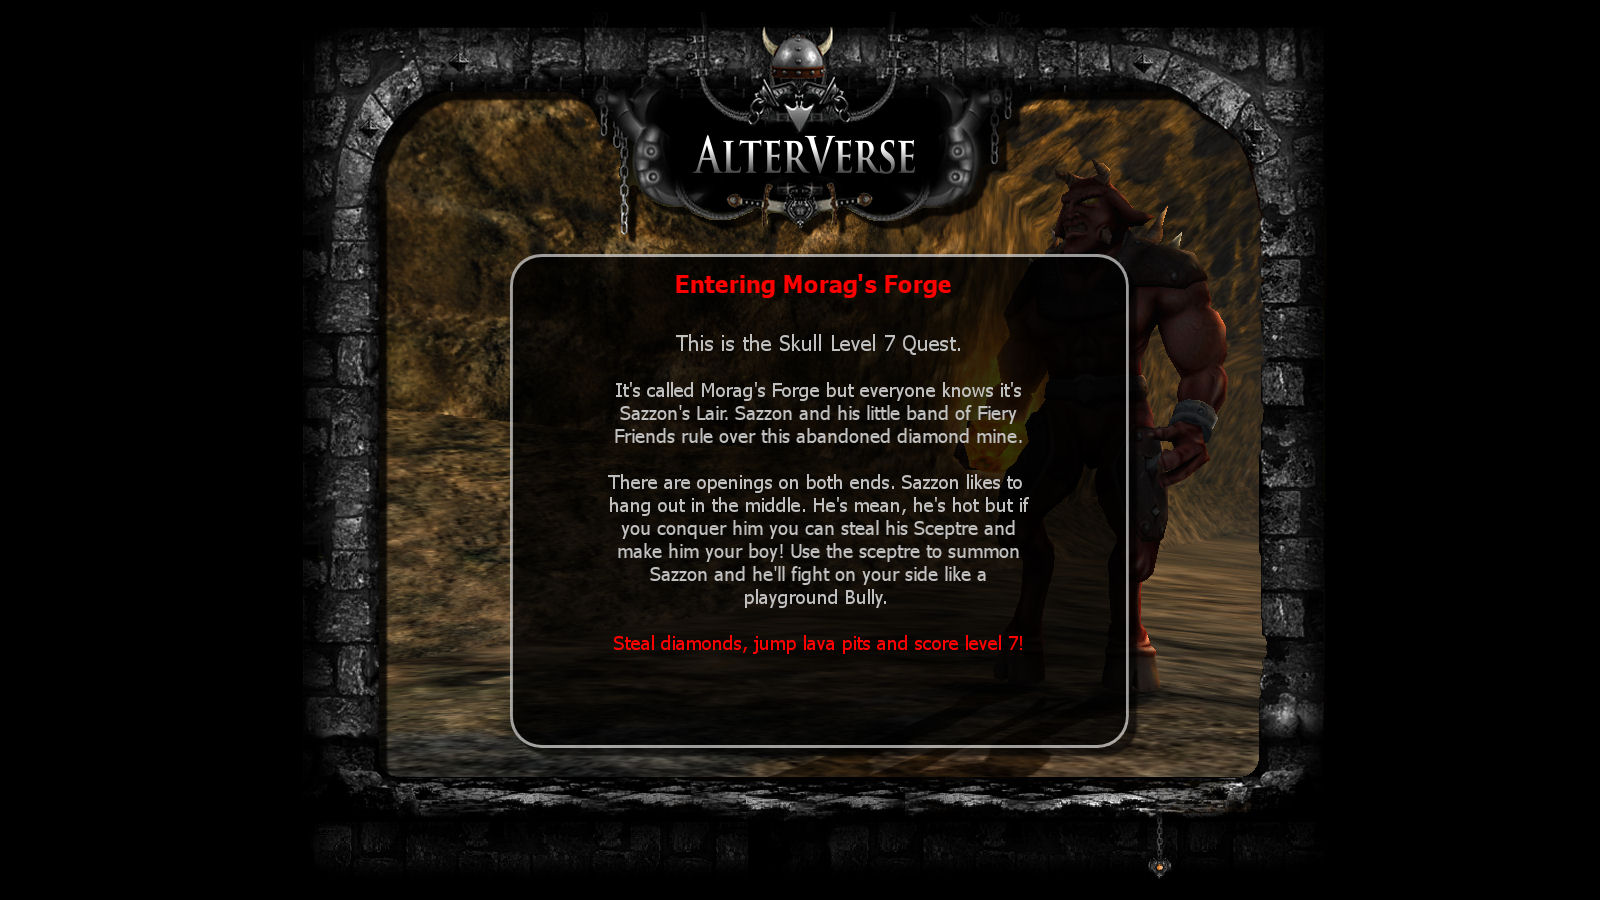 ALTERVERSE
Entering Morag's Forge
This is the Skull Level 7 Quest.
It's called Morag's Forge but everyone knows it's
Sazzon's Lair. Sazzon and his little band of Fiery
Friends rule over this abandoned diamond mine.
There are openings on both ends. Sazzon likes to
hang out in the middle. He's mean, he's hot but if
you conquer him you can steal his Sceptre and
make him your boy! Use the sceptre to summon
Sazzon and he'll fight on your side like a
playground Bully.
Steal diamonds, jump lava pits and score level 7!